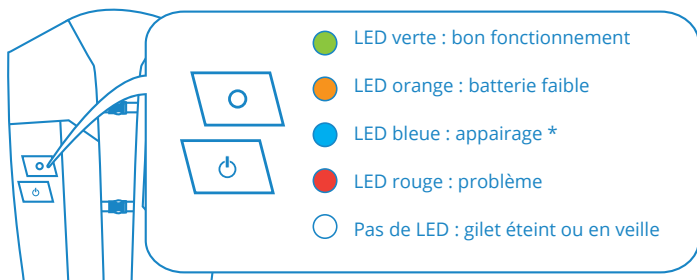 LED verte : bon fonctionnement
LED orange : batterie faible
LED bleue : appairage *
LED rouge : problème
Pas de LED : gilet éteint ou en veille